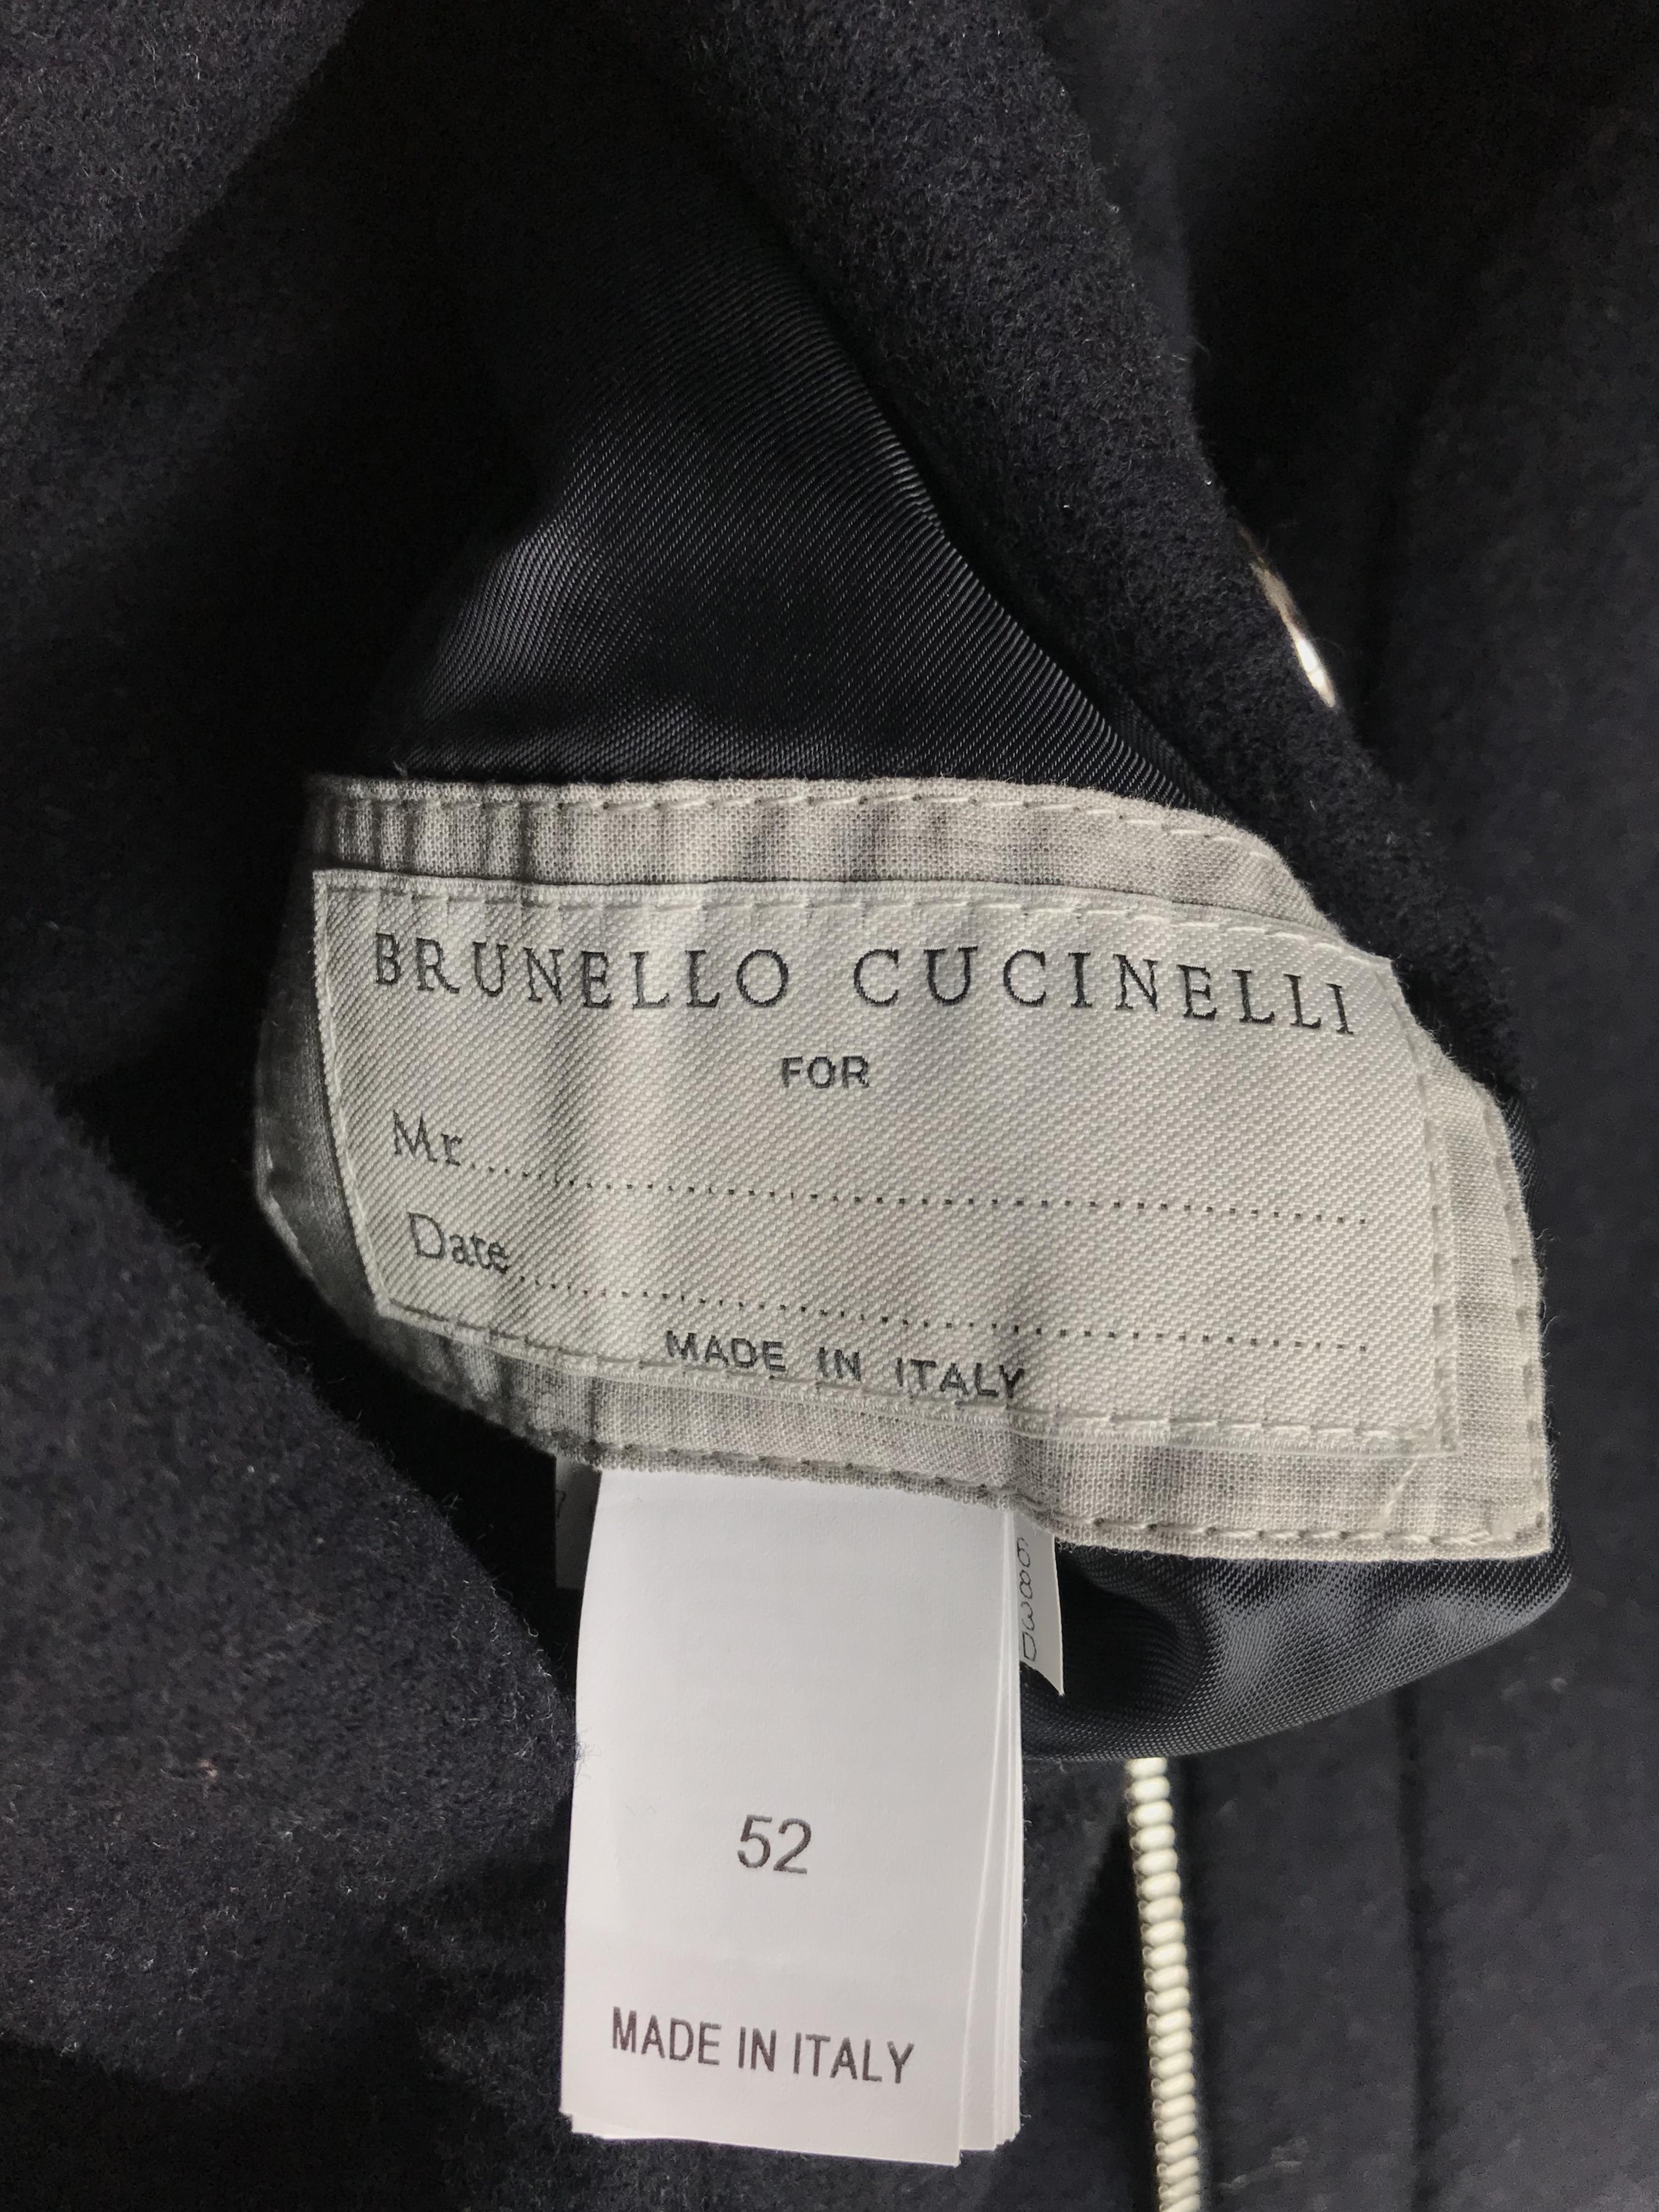 BRUNELLO CUCINELLI
FOR
Mr...............................................................
Date............................................................
MADE IN ITALY
52
MADE IN ITALY